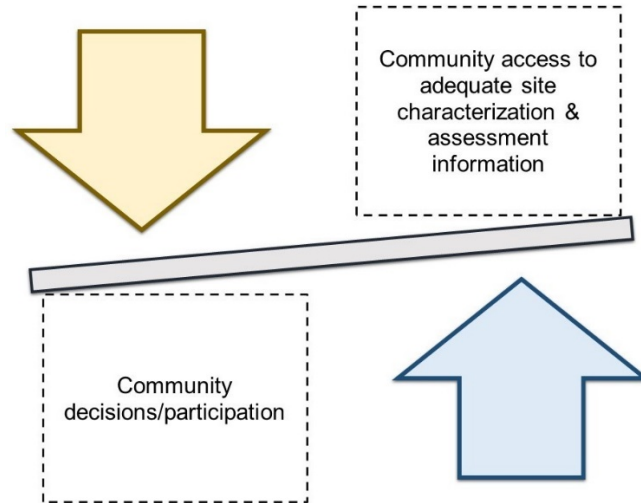 Community access to
adequate site
characterization &
assessment
information
Community
decisions/participation